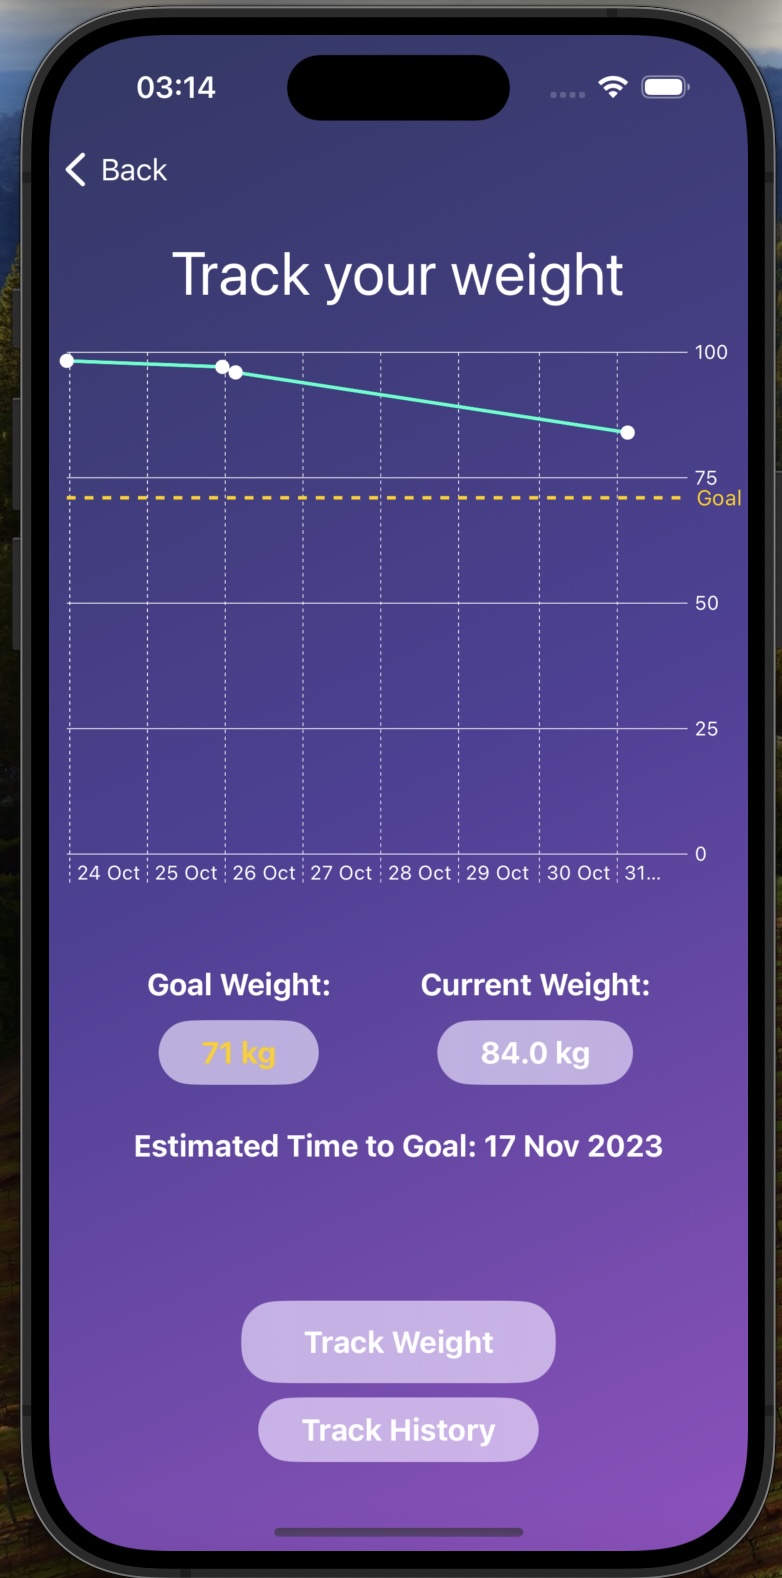 03:14
Back
Track your weight
100
75
Goal
50
25
0
24 Oct 25 Oct 26 Oct 27 Oct 28 Oct 29 Oct 30 Oct 31...
Goal Weight: Current Weight:
71 kg 84.0 kg
Estimated Time to Goal: 17 Nov 2023
Track Weight
Track History